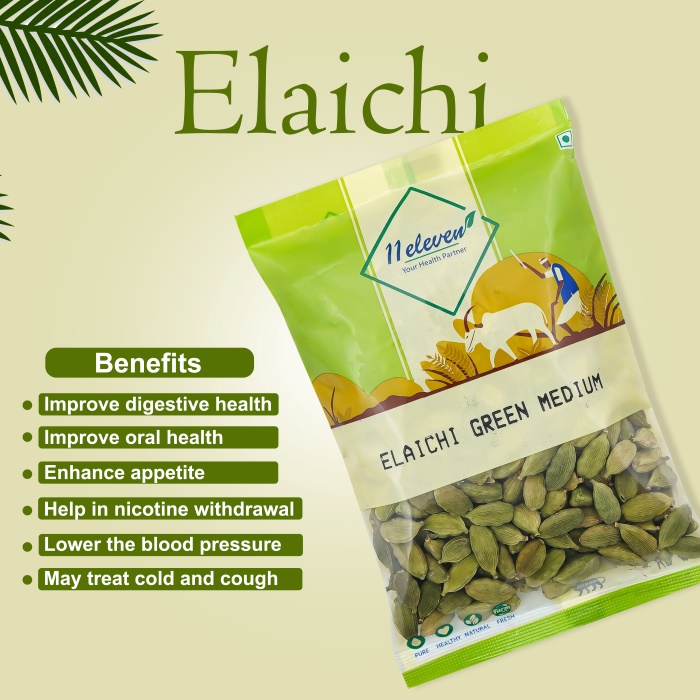 Elaichi
11 eleven
Your Health Partner
ELAICHI GREEN MEDIUM
Benefits
Improve digestive health
Improve oral health
Enhance appetite
Help in nicotine withdrawal
Lower the blood pressure
May treat cold and cough
PURE HEALTHY NATURAL FRESH